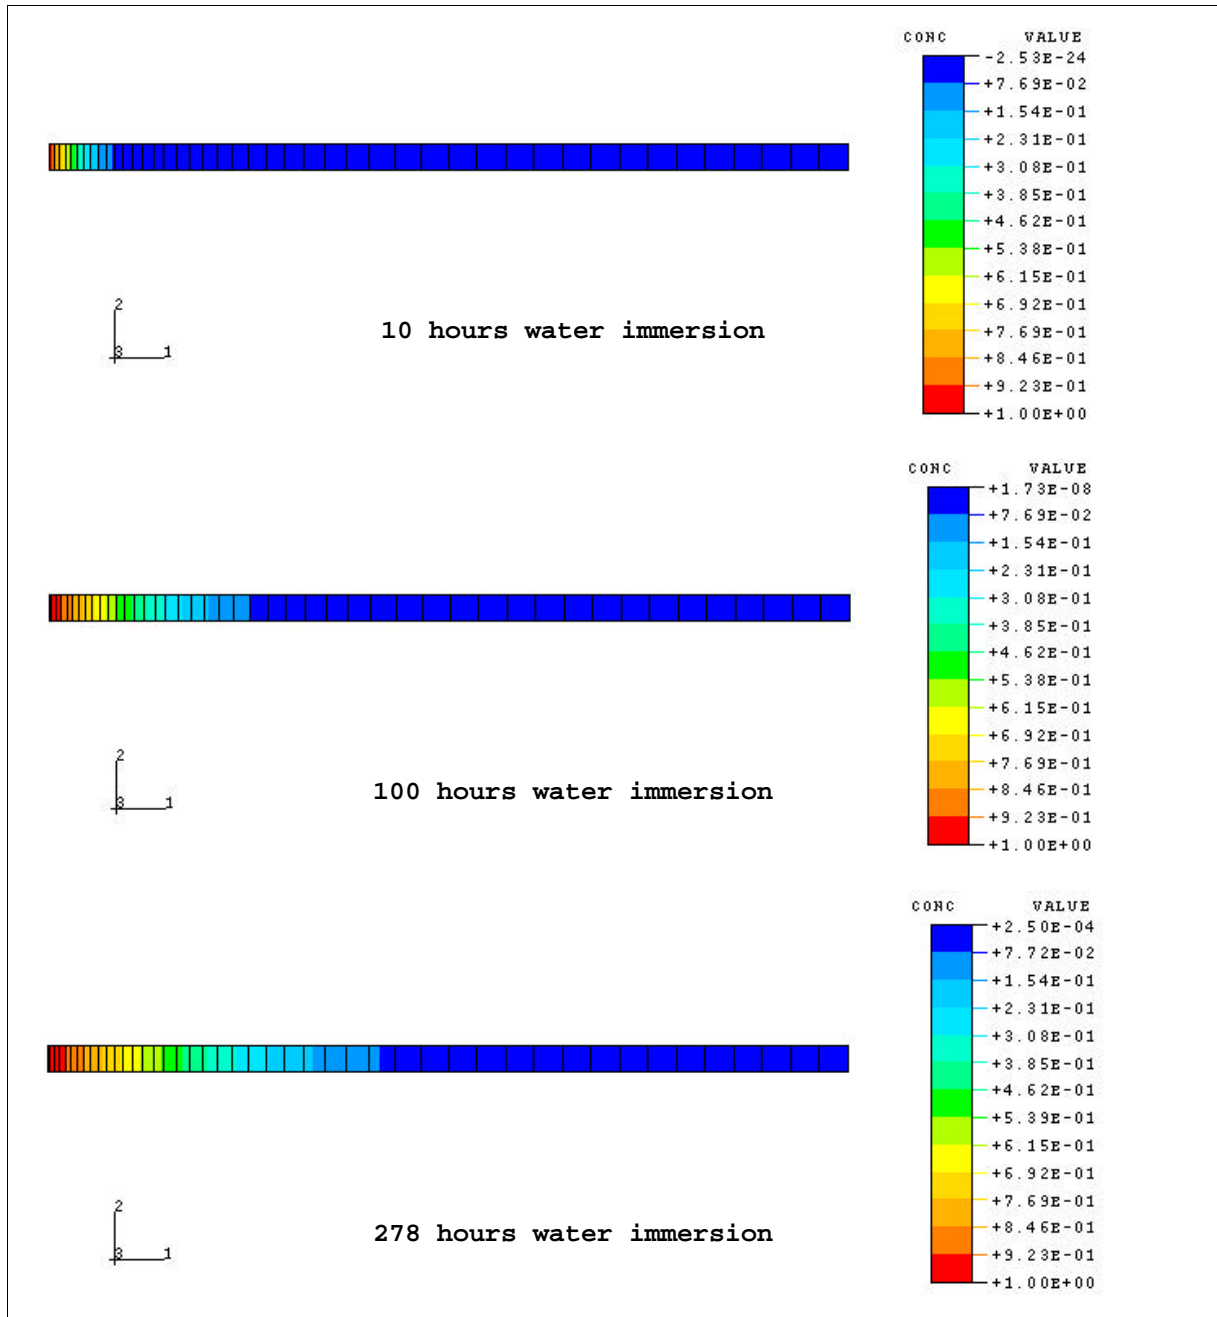 CONC VALUE
-2.53E-24
+7.69E-02
+1.54E-01
+2.31E-01
+3.08E-01
+3.85E-01
+4.62E-01
+5.38E-01
+6.15E-01
+6.92E-01
+7.69E-01
+8.46E-01
+9.23E-01
+1.00E+00
2
3 1
10 hours water immersion
CONC VALUE
+1.73E-08
+7.69E-02
+1.54E-01
+2.31E-01
+3.08E-01
+3.85E-01
+4.62E-01
+5.38E-01
+6.15E-01
+6.92E-01
+7.69E-01
+8.46E-01
+9.23E-01
+1.00E+00
2
3 1
100 hours water immersion
CONC VALUE
+2.50E-04
+7.72E-02
+1.54E-01
+2.31E-01
+3.08E-01
+3.85E-01
+4.62E-01
+5.39E-01
+6.15E-01
+6.92E-01
+7.69E-01
+8.46E-01
+9.23E-01
+1.00E+00
2
3 1
278 hours water immersion